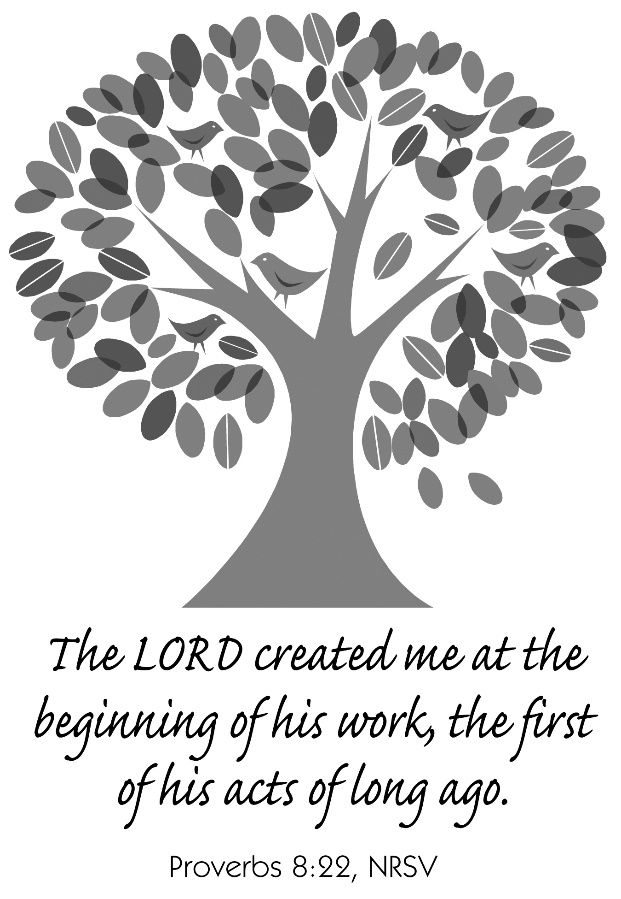 The LORD created me at the
beginning of his work, the first
of his acts of long ago.
Proverbs 8:22, NRSV